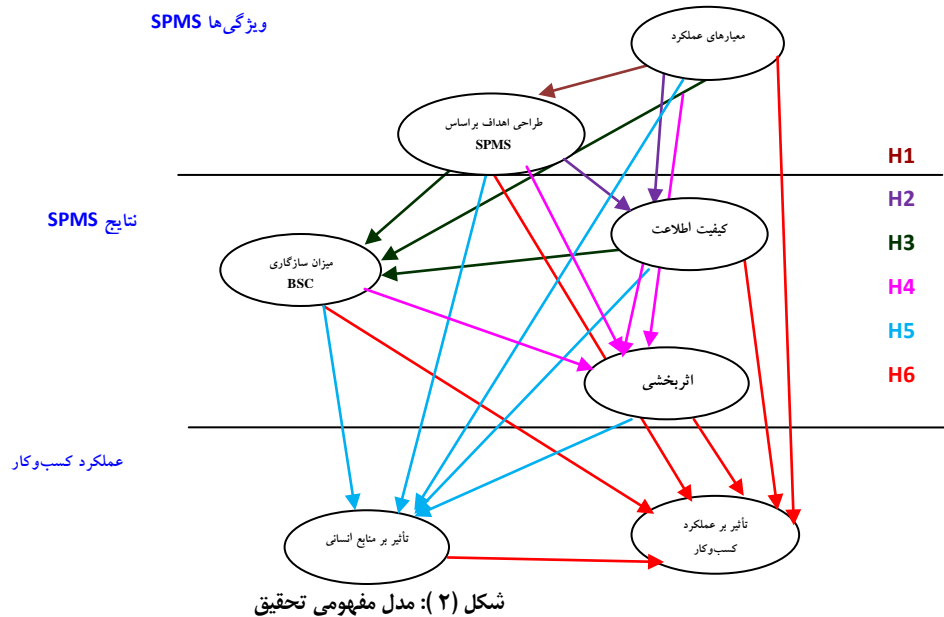 ویژگی‌ها SPMS
معیارهای عملکرد
طراحی اهداف براساس
SPMS
H1
H2
نتایج SPMS
کیفیت اطلاعت
H3
میزان سازگاری
BSC
H4
H5
اثربخشی
H6
عملکرد کسب‌وکار
تأثیر بر منابع انسانی
تأثیر بر عملکرد
کسب‌وکار
شکل (۲ ): مدل مفهومی تحقیق